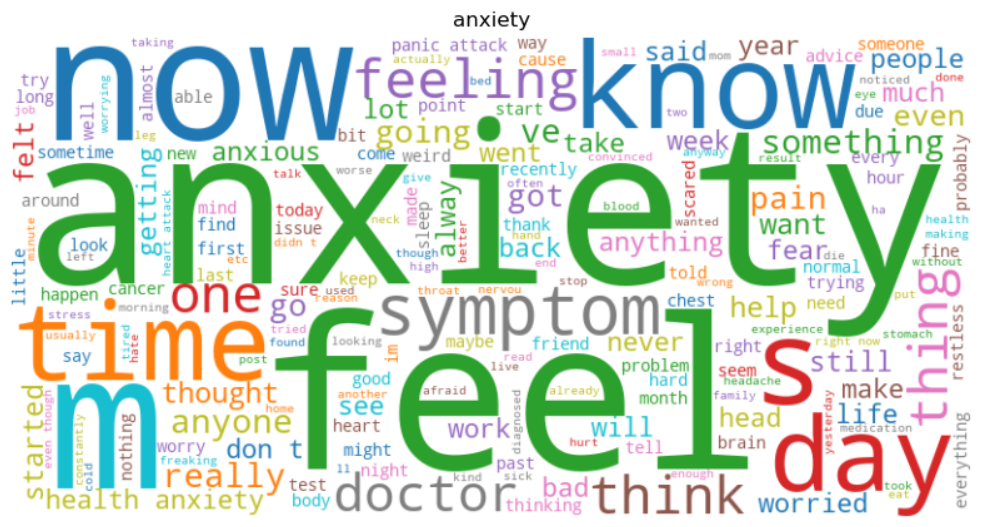 anxiety
taking
now
panic attack
way
small
said
mom
year
someone
actually
cause
advice
people
feeling
know
bed
noticed
done
try
long
worrying
almost
able
lot
point
start
much
eye
job
well
two
due
even
felt
leg
bit
going
ve
take
week
something
sometime
new
anxious
come
weird
went
convinced
anyway
result
every
probably
around
getting
talk
worse
give
recently
scared
hour
anxiety
mind
today
made
alway
often
got
blood
wanted
pain
ha
health
look
find
issue
sleep
better
neck
thank
hand
want
making
minute
left
heart attack
first
didn t
though
back
anything
fear
die
fine
little
etc
last
keep
high
end
told
normal
without
happen
cancer
sure
used
stop
wrong
trying
stress
morning
one
go
reason
throat
nervou
chest
help
need
put
time
symptom
thing
restless
usually
tired
hate
tried
found
looking
im
maybe
friend
never
experience
right now
stomach
say
post
read
problem
right
s
still
feel
good
live
hard
seem
headache
m
thought
another
afraid
already
month
family
make
started
even though
constantly
cold
nothing
anyone
home
see
heart
work
diagnosed
will
head
yesterday
life
medication
everything
worry
don t
might
hurt
tell
brain
freaking
really
test
ll
night
past
kind
sick
enough
day
took
eat
health anxiety
body
doctor
thinking
bad
think
worried